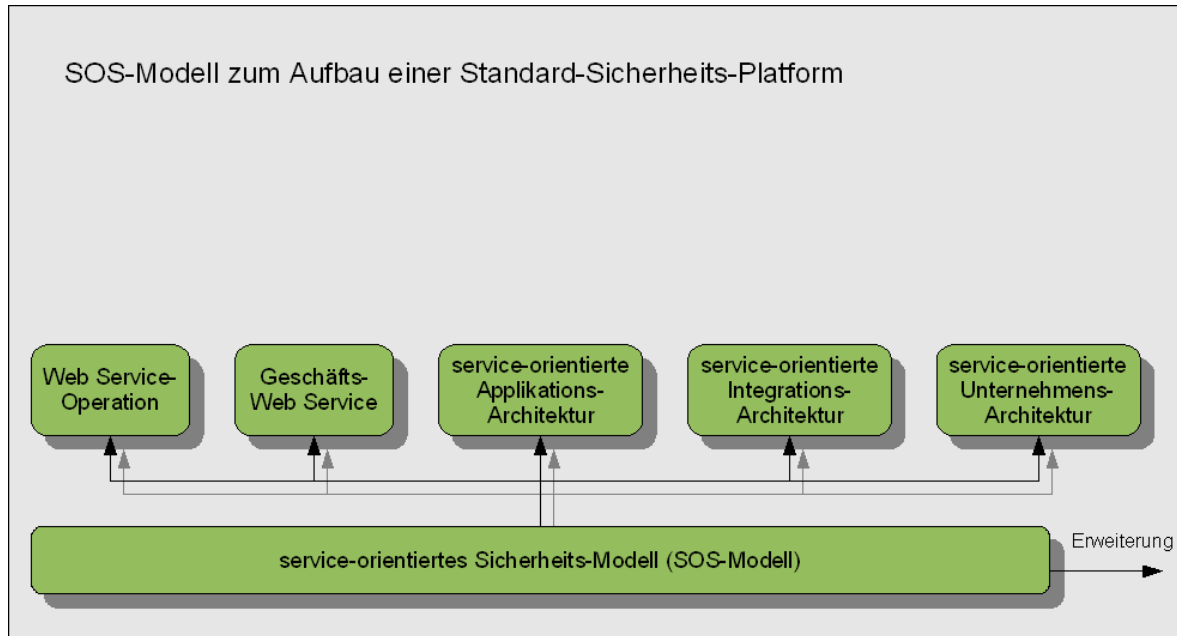 SOS-Modell zum Aufbau einer Standard-Sicherheits-Platform
Web Service-
Operation
Geschäfts-
Web Service
service-orientierte
Applikations-
Architektur
service-orientierte
Integrations-
Architektur
service-orientierte
Unternehmens-
Architektur
service-orientiertes Sicherheits-Modell (SOS-Modell)
Erweiterung